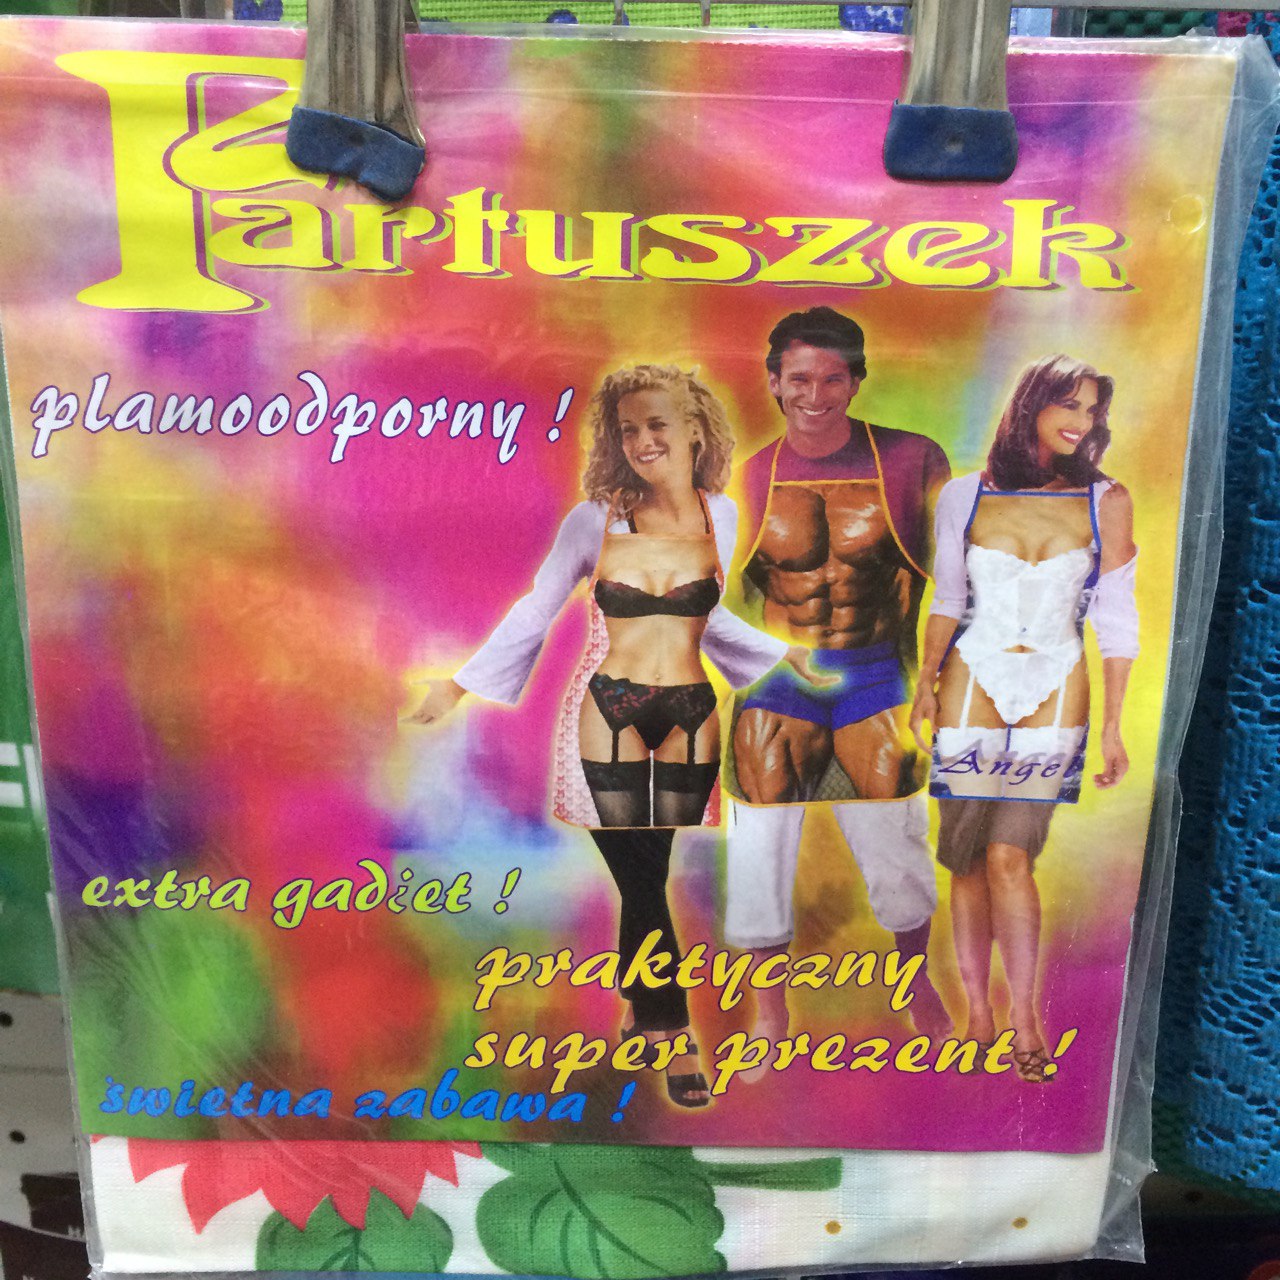 Fartuszek
plamoodporny !
extra gadżet !
praktyczny
super prezent !
świetna zabawa !
Angel